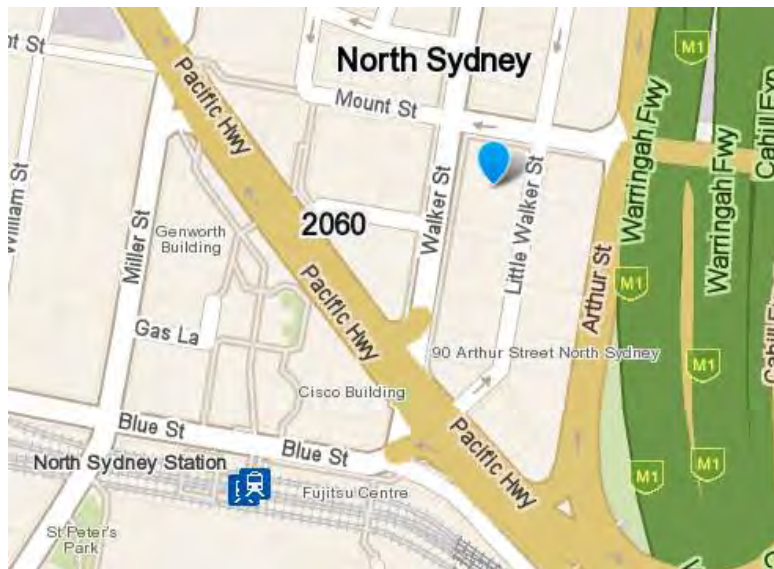 North Sydney
M1
nt St
Pacific Hwy
Mount St
Warringah Fwy
Warringah Fwy
Cahill Exp
William St
Miller St
Genworth
Building
2060
Walker St
Little Walker St
Arthur St
M1
Pacific Hwy
Gas La
90 Arthur Street North Sydney
M1
Cisco Building
Blue St
Blue St
Pacific Hwy
North Sydney Station
Fujitsu Centre
M1
M1
St Peter's
Park